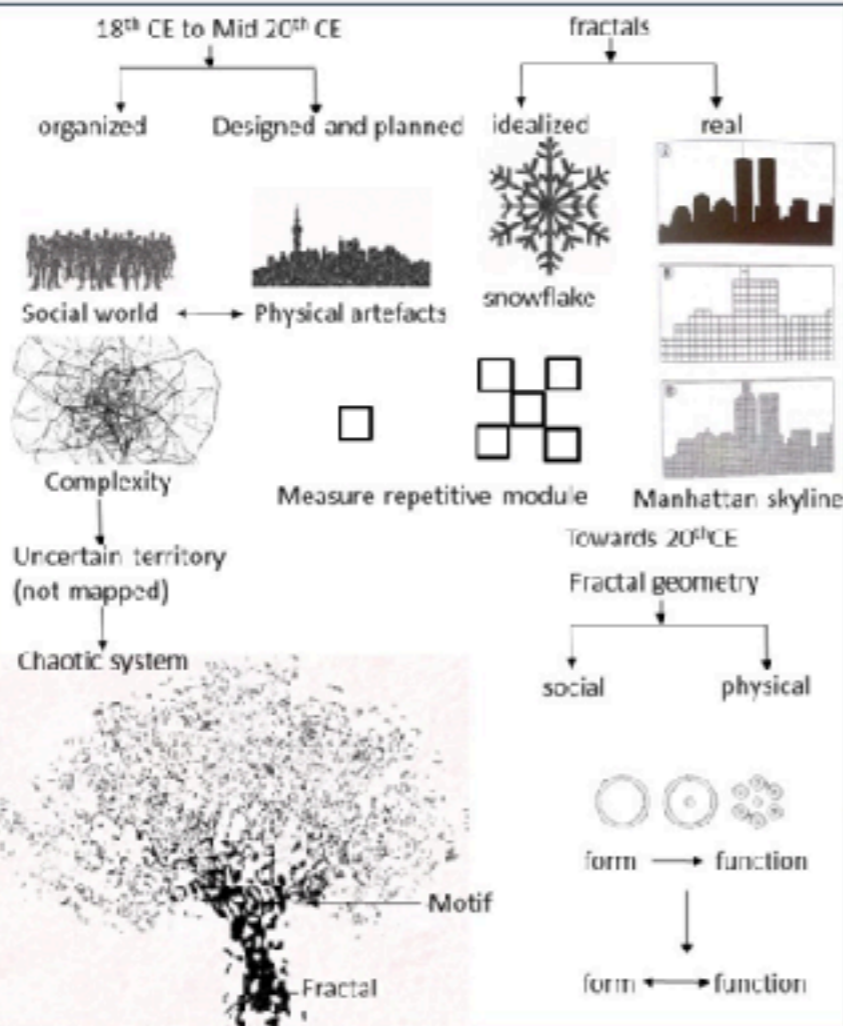 18th CE to Mid 20th CE
organized
Designed and planned
Social world
Physical artefacts
Complexity
Uncertain territory
(not mapped)
Chaotic system
Motif
Fractal
fractals
idealized
real
snowflake
Measure repetitive module
Manhattan skyline
Towards 20thCE
Fractal geometry
social
physical
form
function
form
function